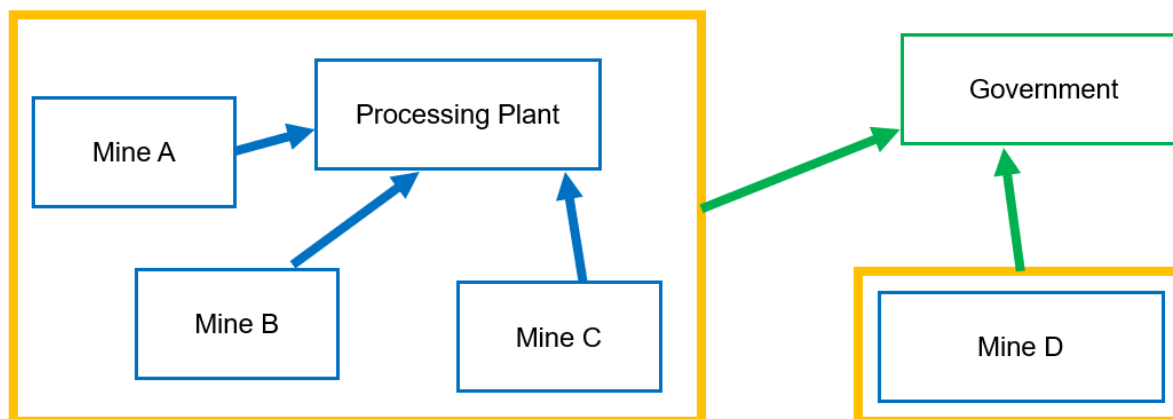 Processing Plant
Government
Mine A
Mine B
Mine C
Mine D